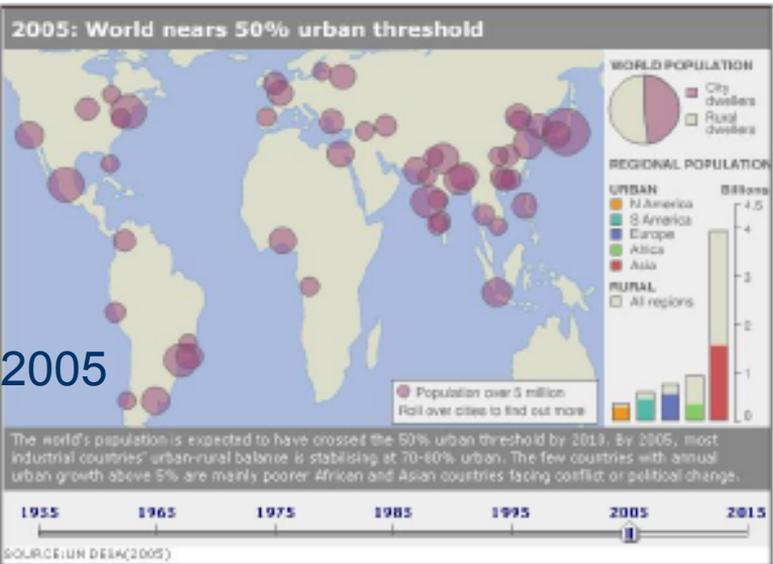 2005: World nears 50% urban threshold
WORLD POPULATION
City
dwellers
Rural
dwellers
REGIONAL POPULATION
URBAN
Billions
N America
S America
Europe
Africa
Asia
RURAL
All regions
4.5
4
3
2
1
0
2005
Population over 5 million
Roll over cities to find out more
The world's population is expected to have crossed the 50% urban threshold by 2010. By 2005, most
industrial countries' urban-rural balance is stabilising at 70-80% urban. The few countries with annual
urban growth above 5% are mainly poorer African and Asian countries facing conflict or political change.
1955 1965 1975 1985 1995 2005 2015
SOURCE:UN DESA(2005)